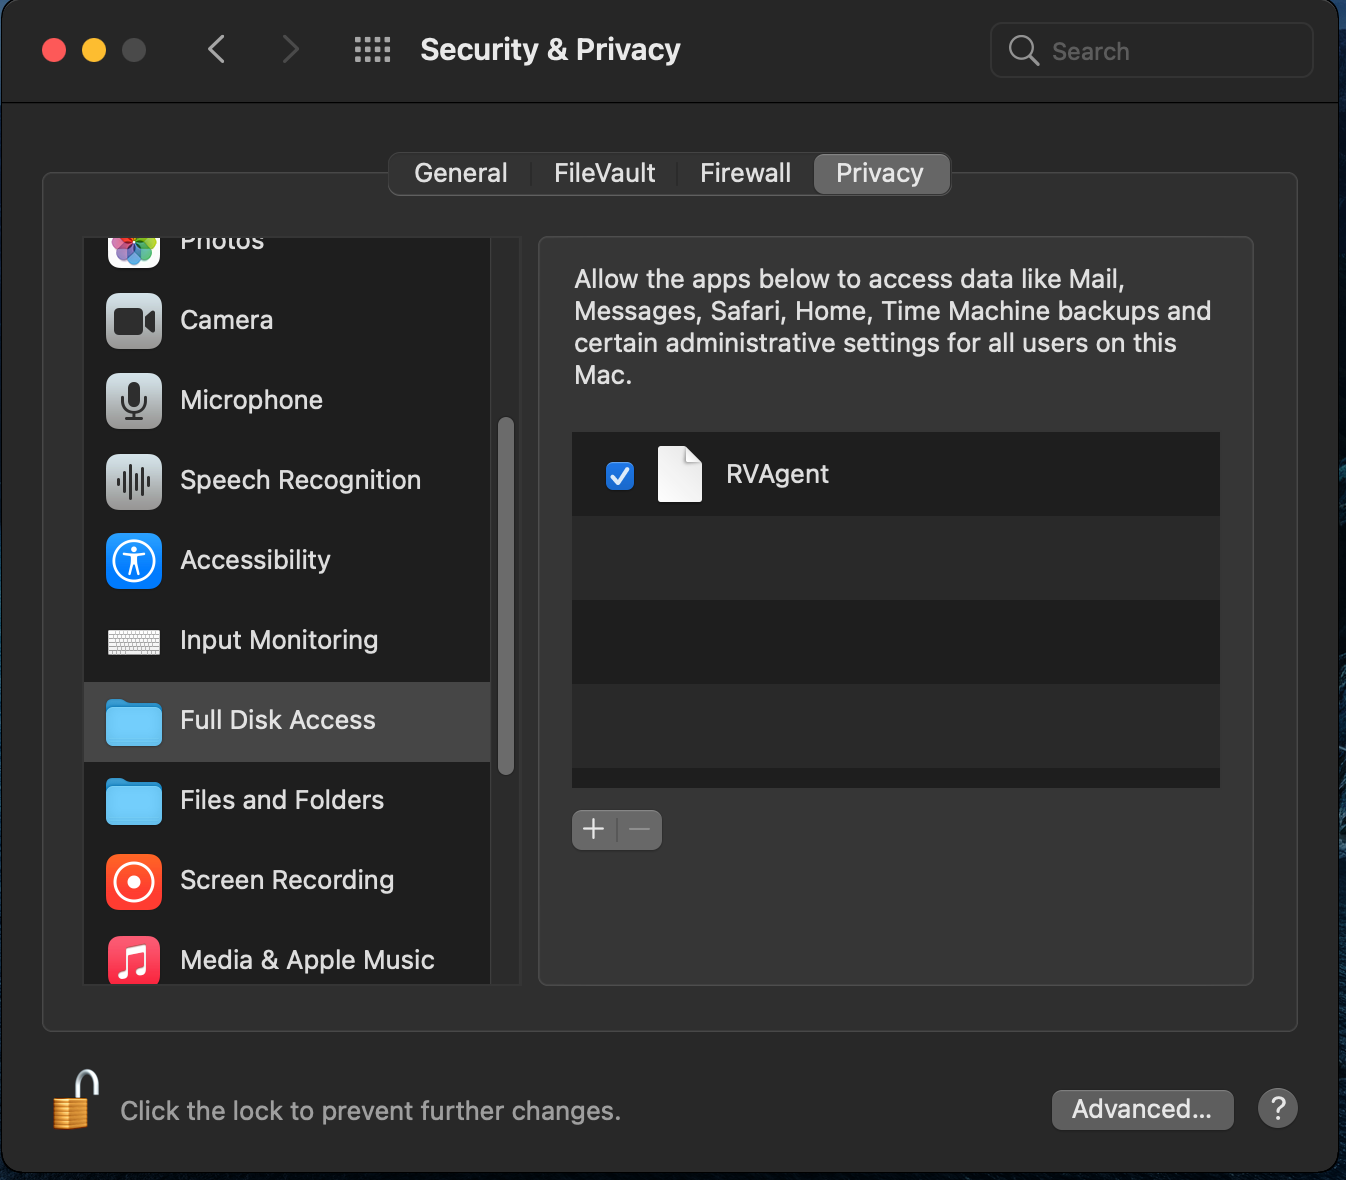 Security & Privacy
Search
General
FileVault
Firewall
Privacy
Photos
Camera
Microphone
Speech Recognition
Accessibility
Input Monitoring
Full Disk Access
Files and Folders
Screen Recording
Media & Apple Music
Allow the apps below to access data like Mail,
Messages, Safari, Home, Time Machine backups and
certain administrative settings for all users on this
Mac.
RVAgent
Click the lock to prevent further changes.
Advanced...
?